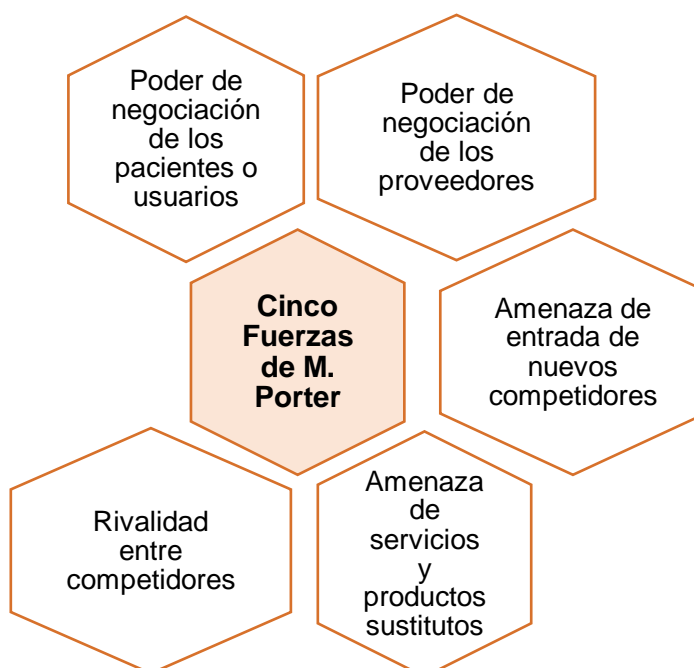 Poder de
negociación
de los
pacientes o
usuarios
Poder de
negociación
de los
proveedores
Cinco
Fuerzas
de M.
Porter
Amenaza de
entrada de
nuevos
competidores
Rivalidad
entre
competidores
Amenaza
de
servicios
y
productos
sustitutos